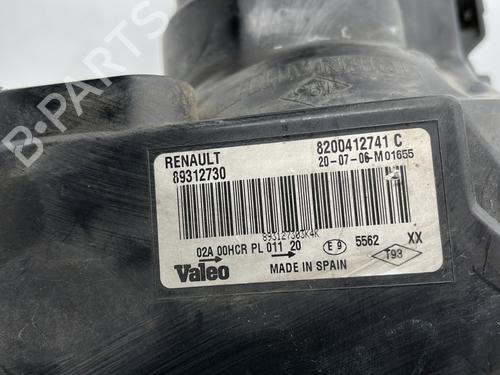 B-PARTS
RENAULT
89312730
8200412741 C
20-07-06-M01655
893127303K4K
02A 00HCR PL 011 20
E 9 5562 XX
Valeo
MADE IN SPAIN
T93